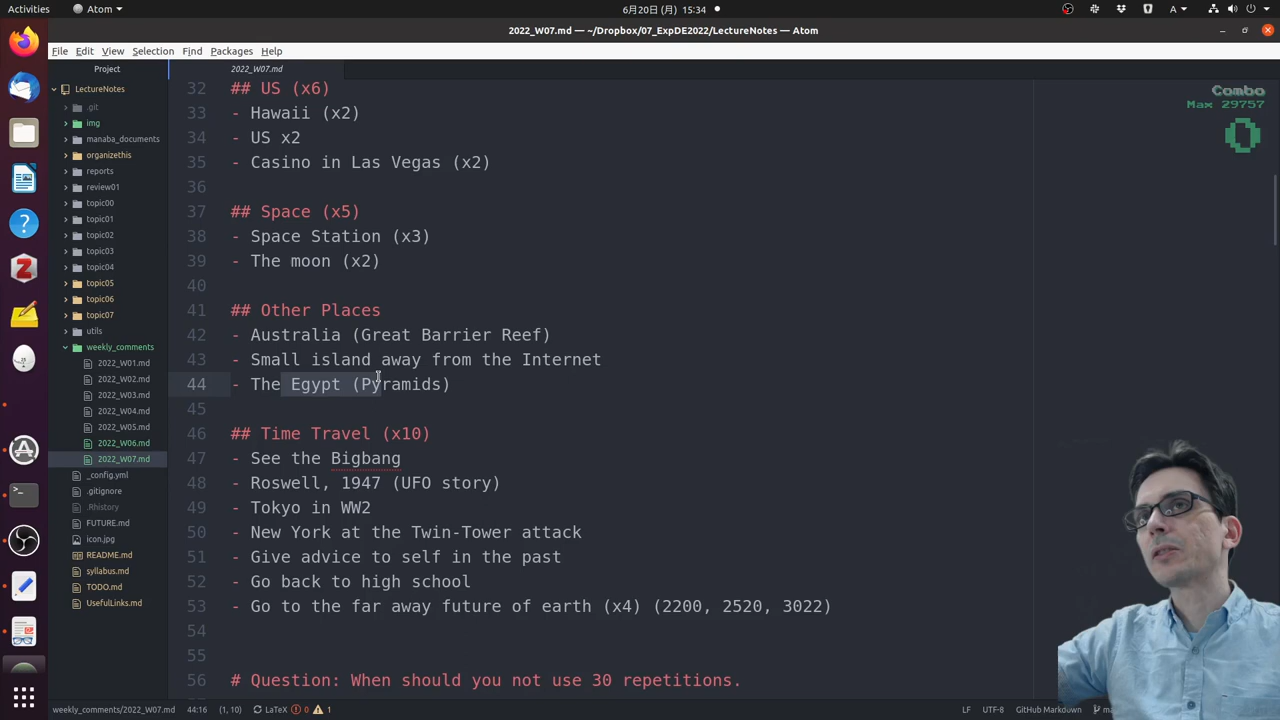 Activities
Atom
6月20日 (月) 15:34
A
2022_W07.md — ~/Dropbox/07_ExpDE2022/LectureNotes — Atom
File Edit View Selection Find Packages Help
Project
2022_W07.md
LectureNotes
.git
img
manaba_documents
organizethis
reports
review01
topic00
topic01
topic02
topic03
topic04
topic05
topic06
topic07
utils
weekly_comments
2022_W01.md
2022_W02.md
2022_W03.md
2022_W04.md
2022_W05.md
2022_W06.md
2022_W07.md
_config.yml
.gitignore
.Rhistory
FUTURE.md
icon.jpg
README.md
syllabus.md
TODO.md
UsefulLinks.md
32 ## US (x6)
33 - Hawaii (x2)
34 - US x2
35 - Casino in Las Vegas (x2)
36
37 ## Space (x5)
38 - Space Station (x3)
39 - The moon (x2)
40
41 ## Other Places
42 - Australia (Great Barrier Reef)
43 - Small island away from the Internet
44 - The Egypt (Pyramids)
45
46 ## Time Travel (x10)
47 - See the Bigbang
48 - Roswell, 1947 (UFO story)
49 - Tokyo in WW2
50 - New York at the Twin-Tower attack
51 - Give advice to self in the past
52 - Go back to high school
53 - Go to the far away future of earth (x4) (2200, 2520, 3022)
54
55
56 # Question: When should you not use 30 repetitions.
Combo
Max 29757
0
weekly_comments/2022_W07.md 44:16 (1, 10) LaTeX 0 1
LF UTF-8 GitHub Markdown